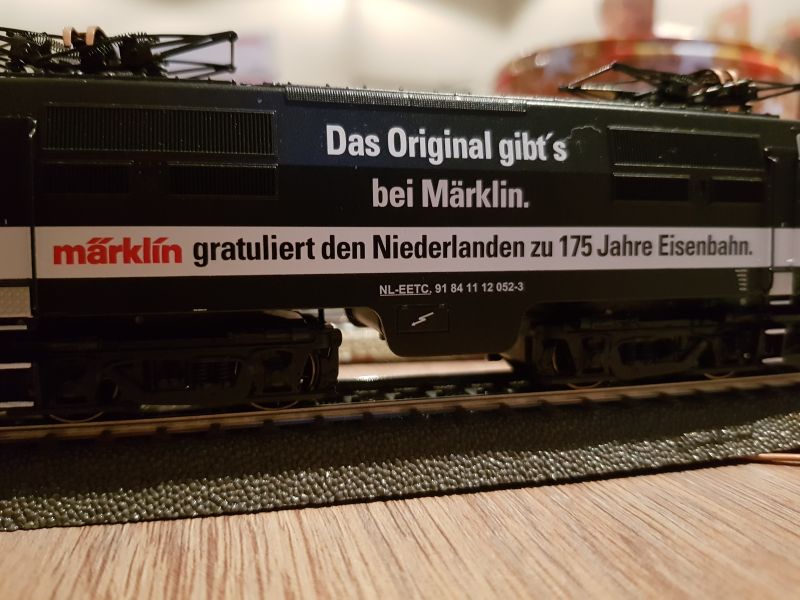 Das Original gibt´s
bei Märklin.
märklin gratuliert den Niederlanden zu 175 Jahre Eisenbahn.
NL-EETC, 91 84 11 12 052-3